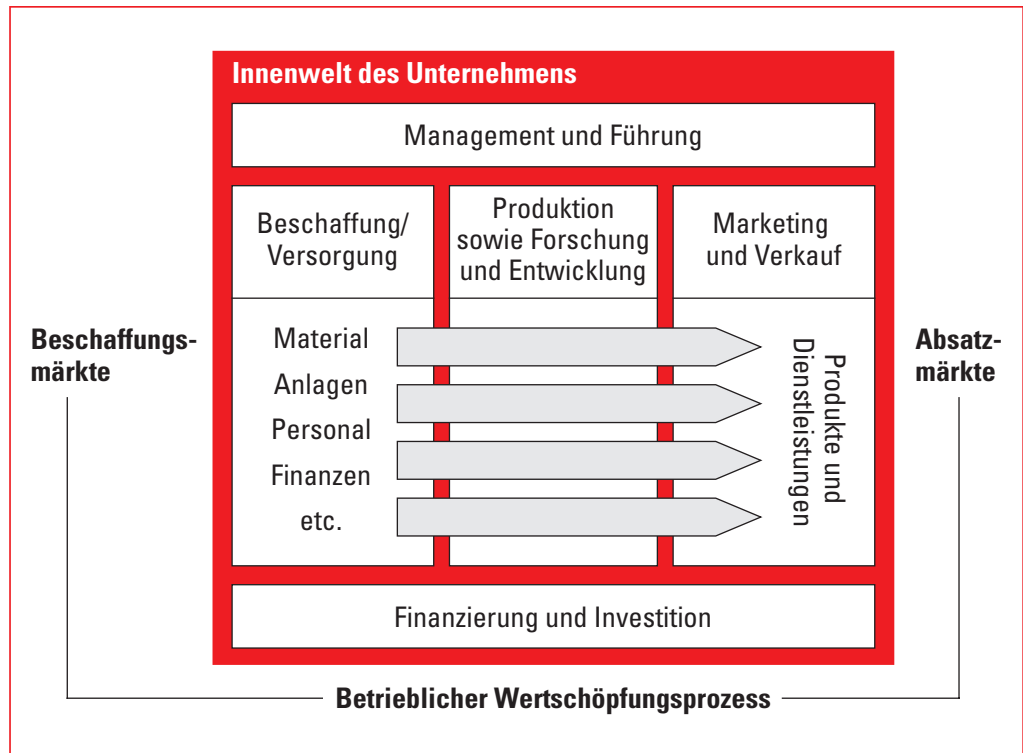 Innenwelt des Unternehmens
Management und Führung
Beschaffung/
Versorgung
Produktion
sowie Forschung
und Entwicklung
Marketing
und Verkauf
Beschaffungs-
märkte
Material
Anlagen
Personal
Finanzen
etc.
Produkte und
Dienstleistungen
Absatz-
märkte
Finanzierung und Investition
Betrieblicher Wertschöpfungsprozess